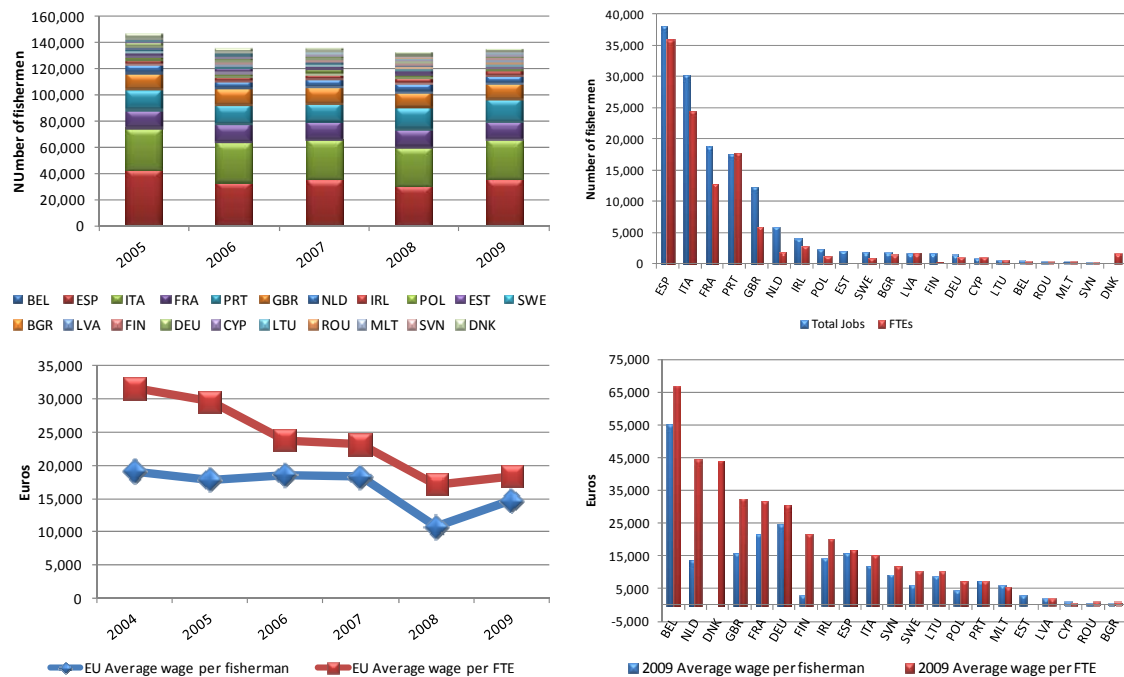 NUmber of fishermen
160,000
140,000
120,000
100,000
80,000
60,000
40,000
20,000
0
2005 2006 2007 2008 2009
BEL ESP ITA FRA PRT GBR NLD IRL POL EST SWE
BGR LVA FIN DEU CYP LTU ROU MLT SVN DNK
Number of fishermen
40,000
35,000
30,000
25,000
20,000
15,000
10,000
5,000
0
ESP ITA FRA PRT GBR NLD IRL POL EST SWE BGR LVA FIN DEU CYP LTU BEL ROU MLT SVN DNK
Total Jobs FTEs
Euros
35,000
30,000
25,000
20,000
15,000
10,000
5,000
0
2004 2005 2006 2007 2008 2009
EU Average wage per fisherman EU Average wage per FTE
Euros
75,000
65,000
55,000
45,000
35,000
25,000
15,000
5,000
-5,000
BEL NLD DNK GBR FRA DEU FIN IRL ESP ITA SVN SWE LTU POL PRT MLT EST LVA CYP ROU BGR
2009 Average wage per fisherman 2009 Average wage per FTE